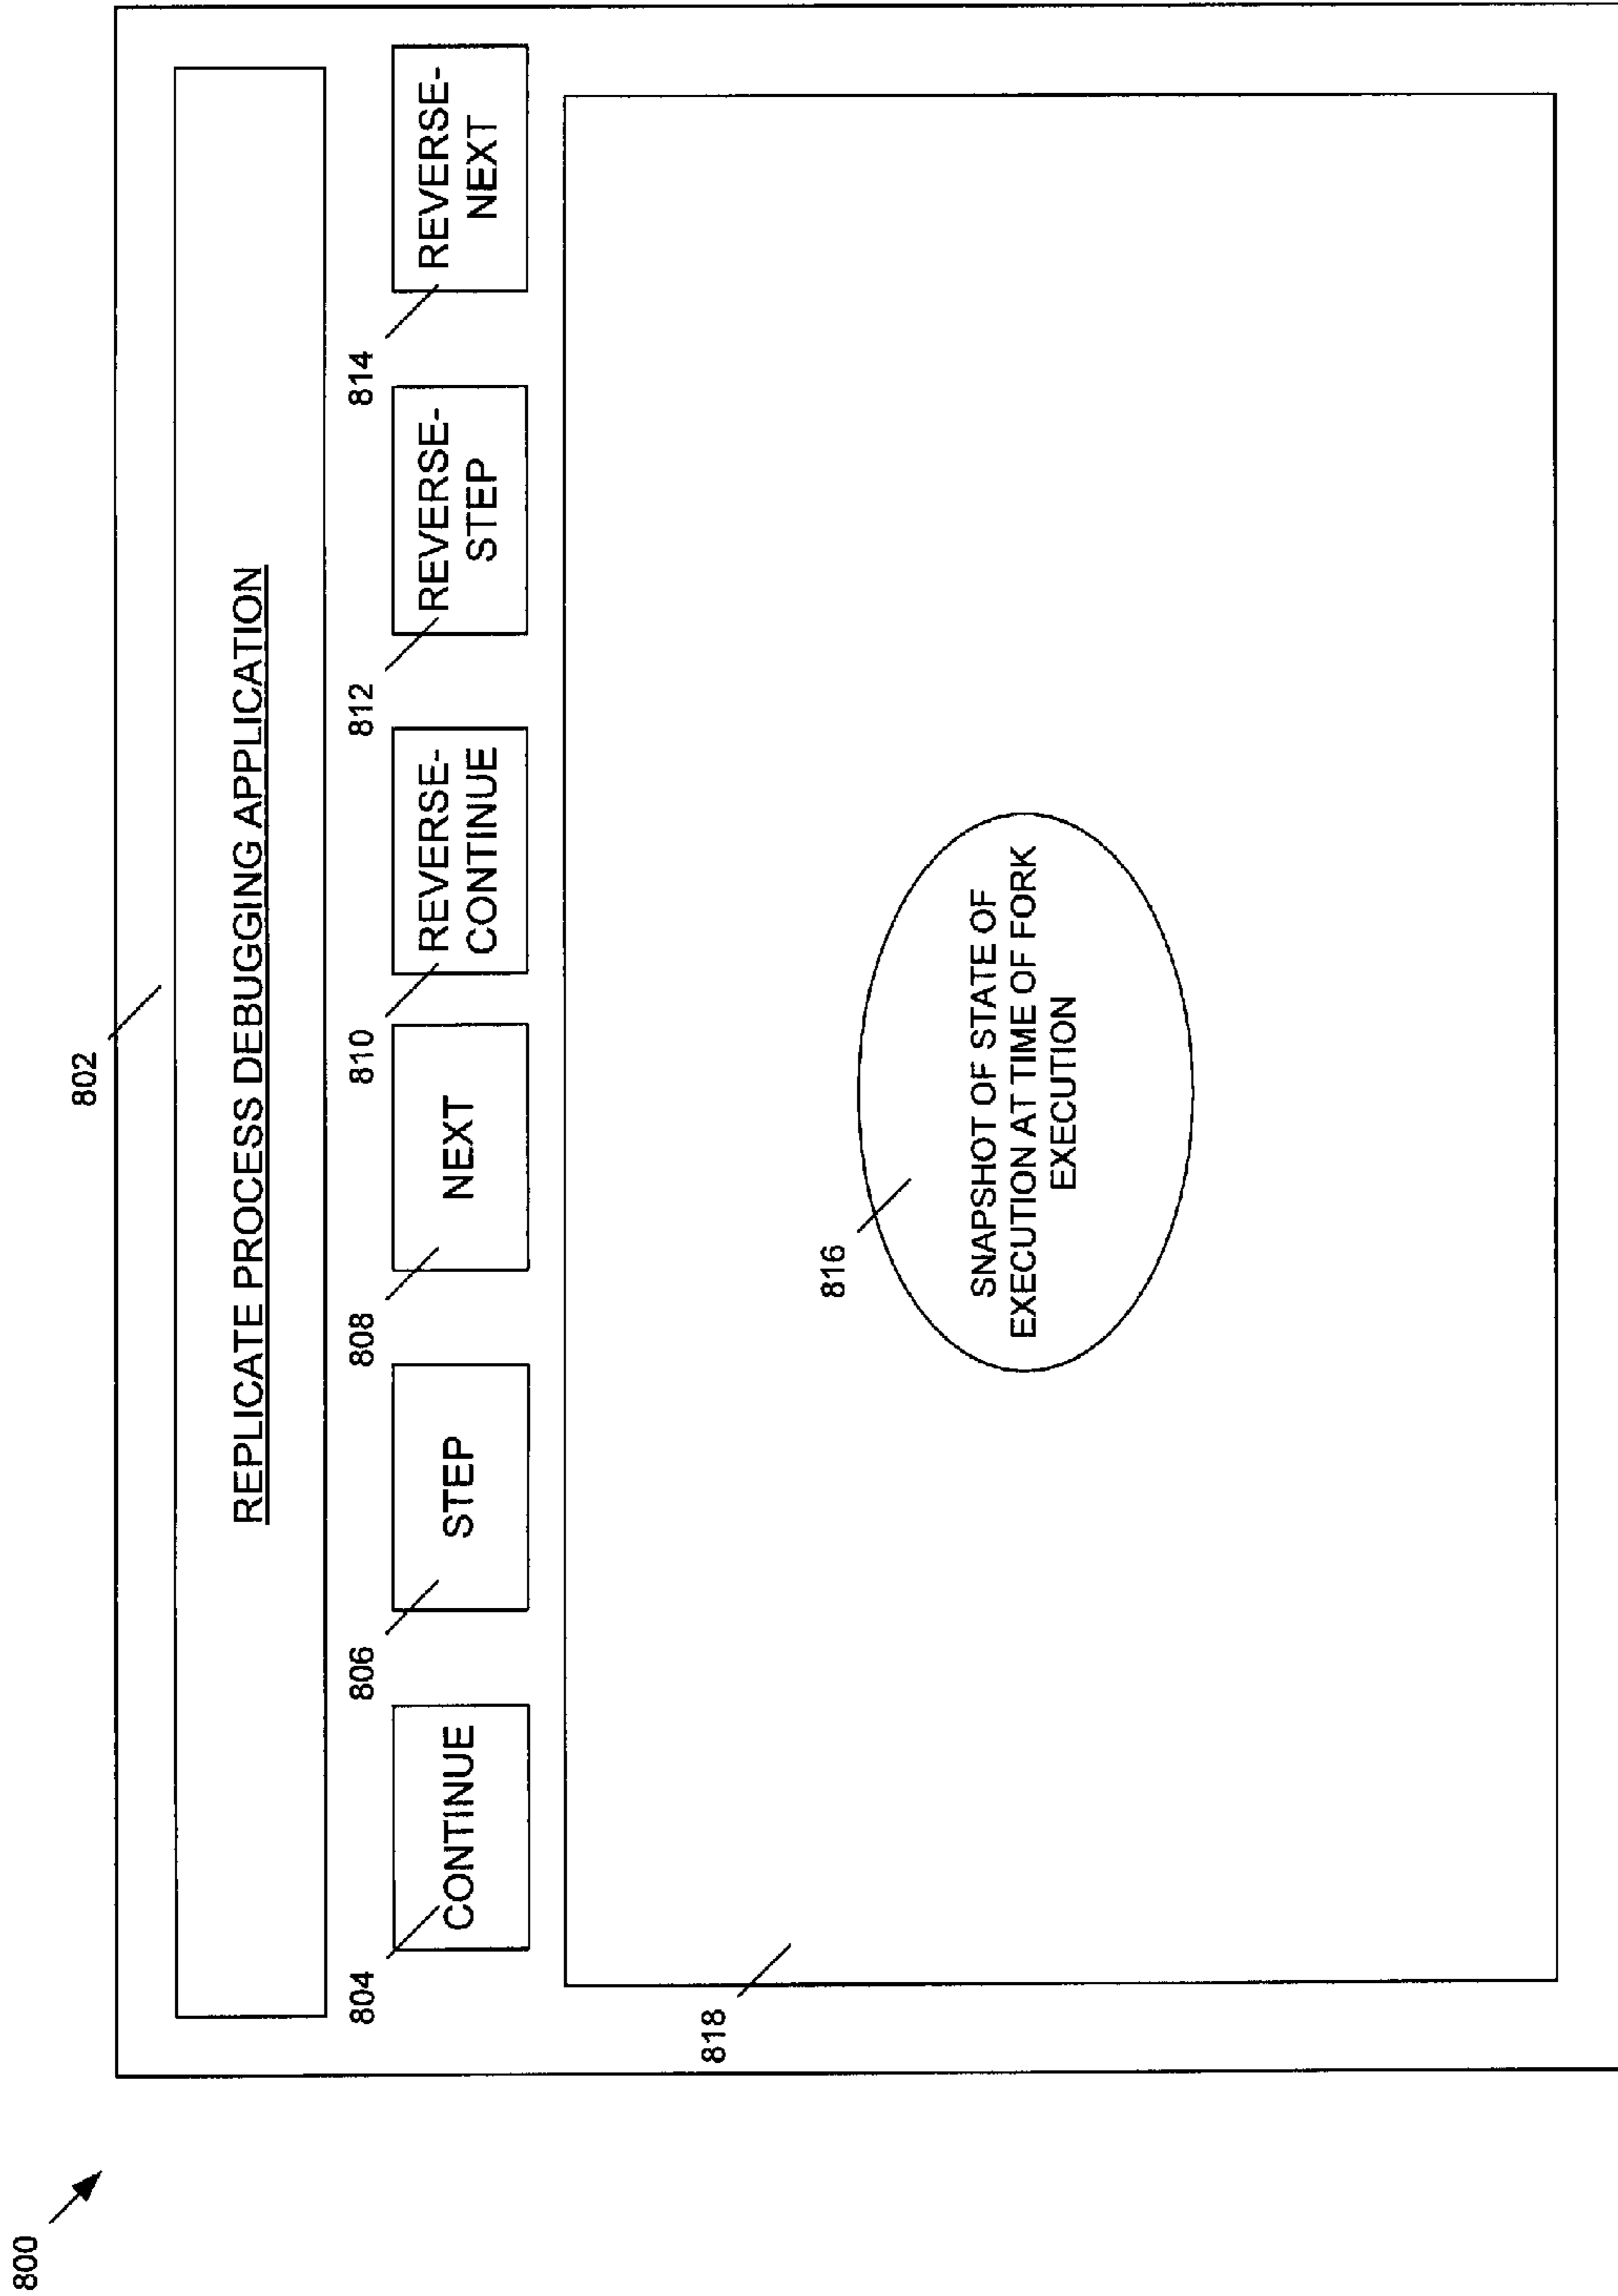 800
802
REPLICATE PROCESS DEBUGGING APPLICATION
804
806
808
810
812
814
CONTINUE
STEP
NEXT
REVERSE-
CONTINUE
REVERSE-
STEP
REVERSE-
NEXT
818
816
SNAPSHOT OF STATE OF
EXECUTION AT TIME OF FORK
EXECUTION